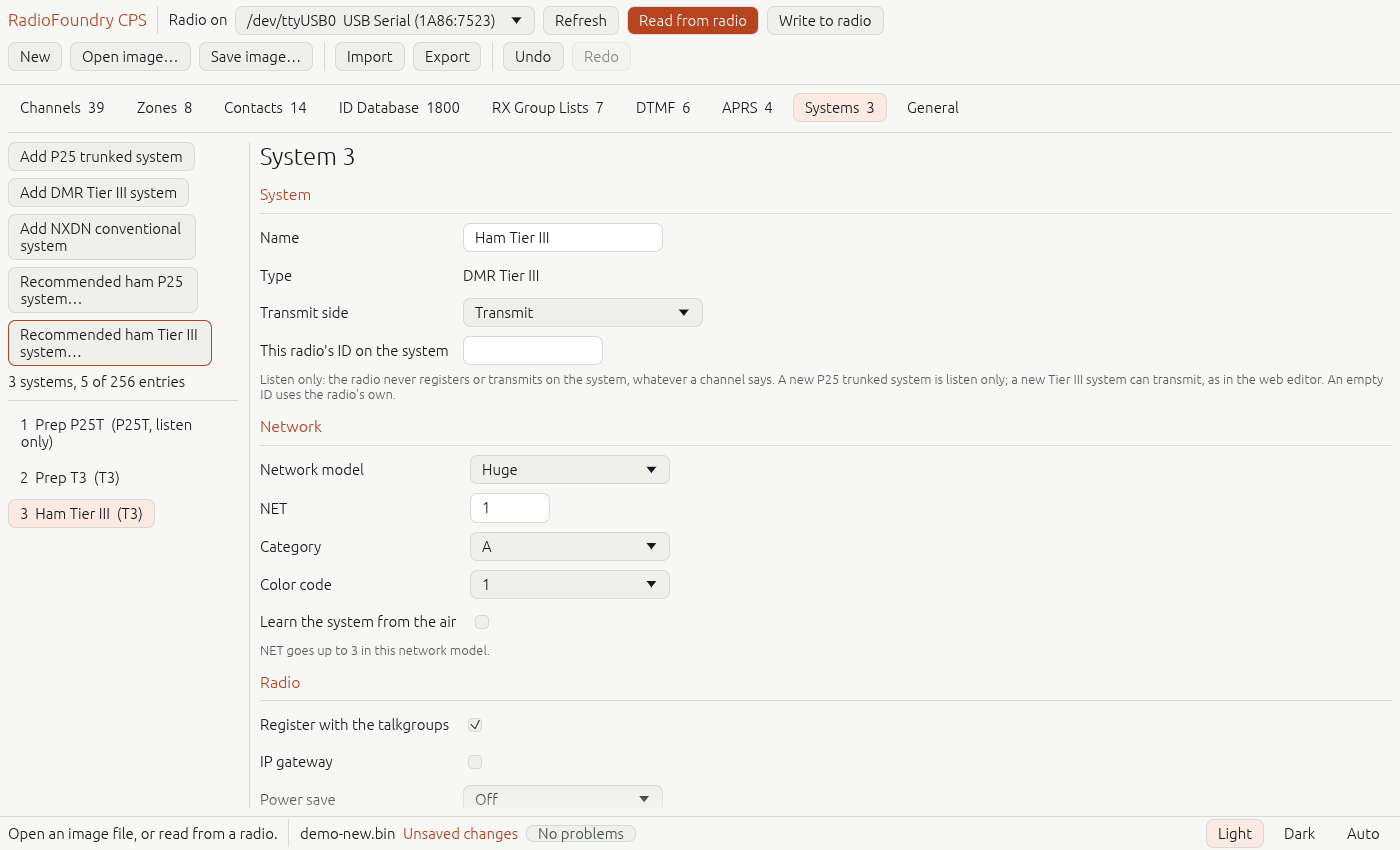 RadioFoundry CPS
Radio on
/dev/ttyUSB0  USB Serial (1A86:7523)
Refresh
Read from radio
Write to radio
New
Open image…
Save image…
Import
Export
Undo
Redo
Channels 39
Zones 8
Contacts 14
ID Database 1800
RX Group Lists 7
DTMF 6
APRS 4
Systems 3
General
Add P25 trunked system
Add DMR Tier III system
Add NXDN conventional
system
Recommended ham P25
system…
Recommended ham Tier III
system…
3 systems, 5 of 256 entries
1 Prep P25T (P25T, listen
only)
2 Prep T3 (T3)
3 Ham Tier III (T3)
System 3
System
Name
Ham Tier III
Type
DMR Tier III
Transmit side
Transmit
This radio's ID on the system
Listen only: the radio never registers or transmits on the system, whatever a channel says. A new P25 trunked system is listen only; a new Tier III system can transmit, as in the web editor. An empty
ID uses the radio's own.
Network
Network model
Huge
NET
1
Category
A
Color code
1
Learn the system from the air
NET goes up to 3 in this network model.
Radio
Register with the talkgroups
IP gateway
Power save
Off
Open an image file, or read from a radio.
demo-new.bin
Unsaved changes
No problems
Light
Dark
Auto